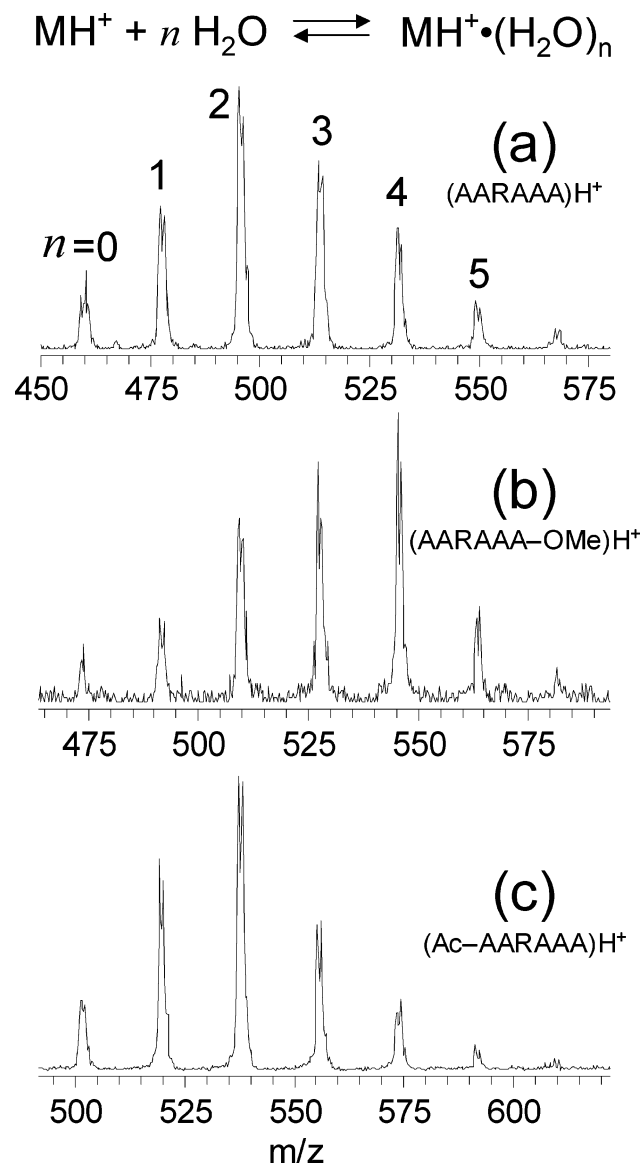 MH⁺ + n H₂O ⇌ MH⁺•(H₂O)ₙ
2
3
(a)
1
(AARAAA)H⁺
4
n=0
5
450 475 500 525 550 575
(b)
(AARAAA–OMe)H⁺
475 500 525 550 575
(c)
(Ac–AARAAA)H⁺
500 525 550 575 600
m/z